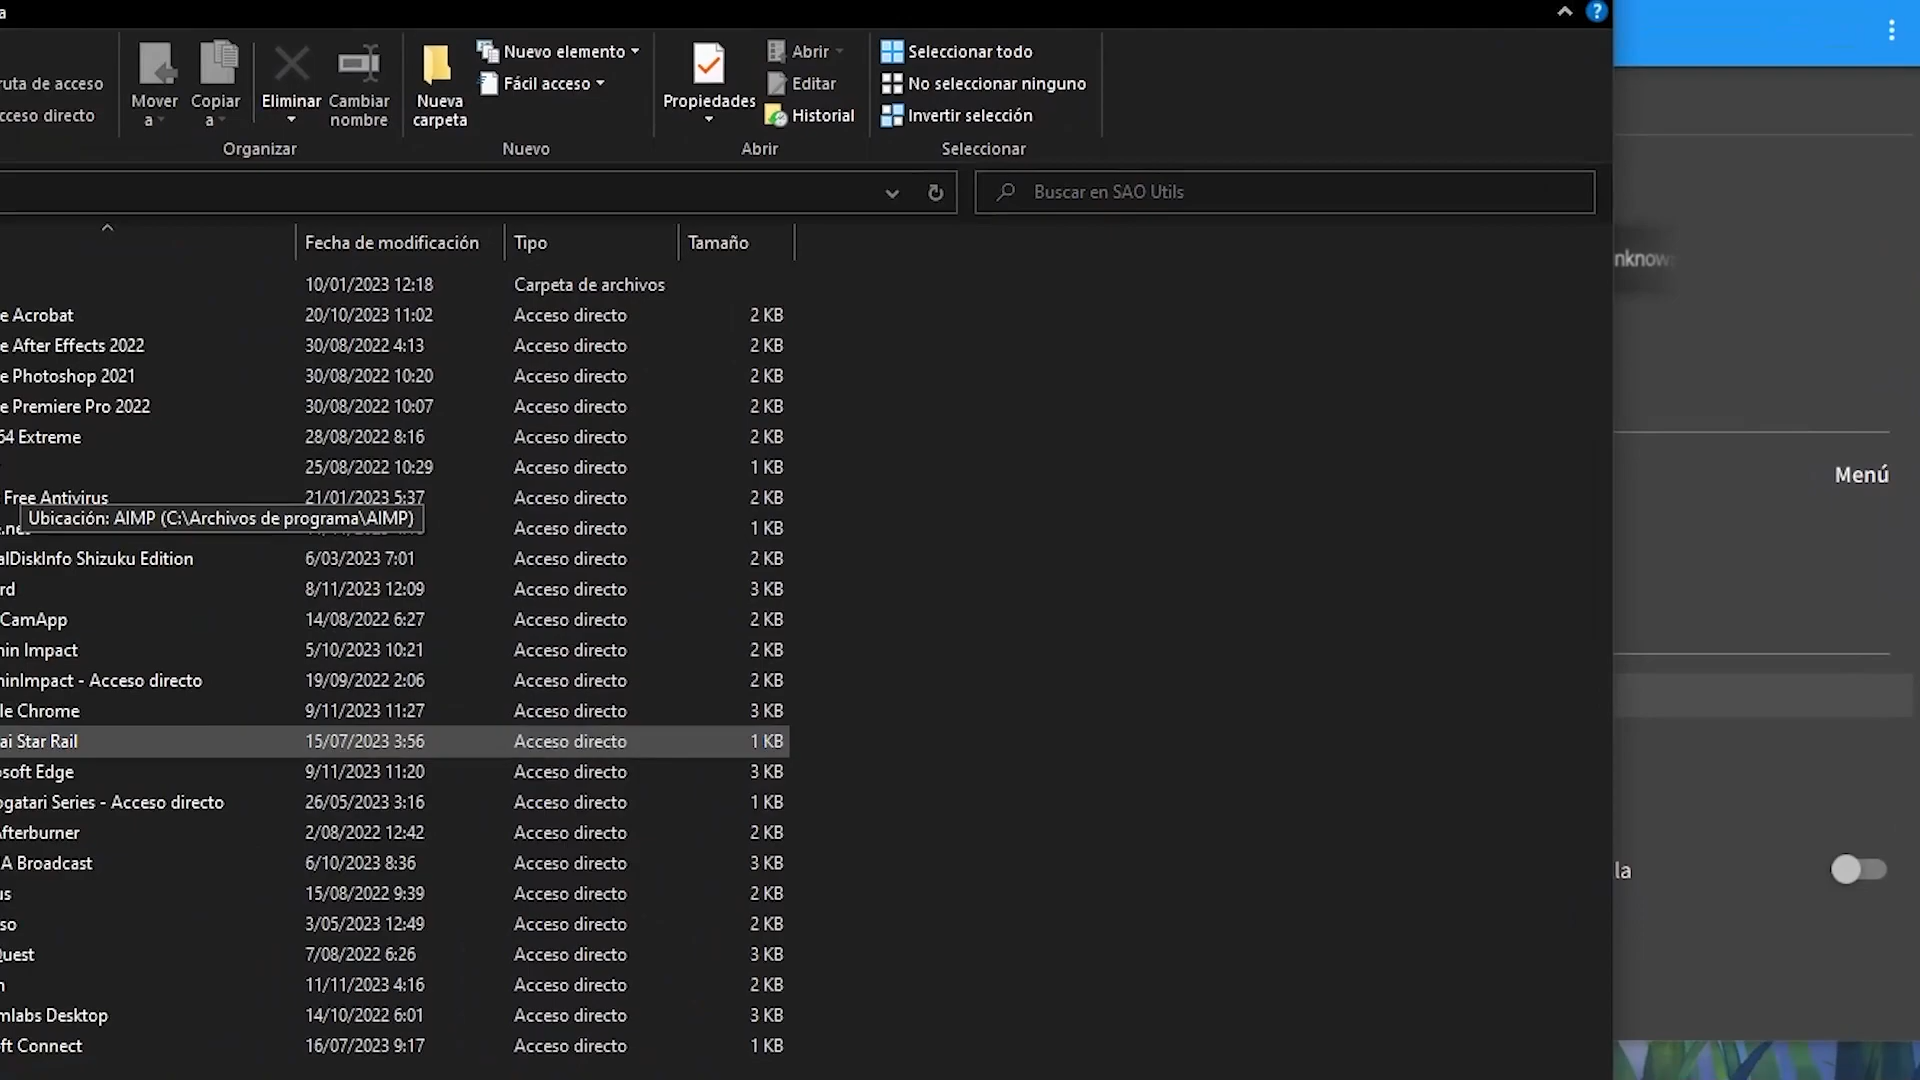 a
ruta de acceso
cceso directo
Mover a
Copiar a
Eliminar
Cambiar nombre
Organizar
Nueva carpeta
Nuevo elemento
Fácil acceso
Nuevo
Propiedades
Abrir
Editar
Historial
Abrir
Seleccionar todo
No seleccionar ninguno
Invertir selección
Seleccionar
Buscar en SAO Utils
Fecha de modificación Tipo Tamaño
10/01/2023 12:18 Carpeta de archivos
e Acrobat 20/10/2023 11:02 Acceso directo 2 KB
e After Effects 2022 30/08/2022 4:13 Acceso directo 2 KB
e Photoshop 2021 30/08/2022 10:20 Acceso directo 2 KB
e Premiere Pro 2022 30/08/2022 10:07 Acceso directo 2 KB
64 Extreme 28/08/2022 8:16 Acceso directo 2 KB
25/08/2022 10:29 Acceso directo 1 KB
Free Antivirus 21/01/2023 5:37 Acceso directo 2 KB
Ubicación: AIMP (C:\Archivos de programa\AIMP)
Acceso directo 1 KB
alDiskInfo Shizuku Edition 6/03/2023 7:01 Acceso directo 2 KB
rd 8/11/2023 12:09 Acceso directo 3 KB
CamApp 14/08/2022 6:27 Acceso directo 2 KB
hin Impact 5/10/2023 10:21 Acceso directo 2 KB
hinImpact - Acceso directo 19/09/2022 2:06 Acceso directo 2 KB
le Chrome 9/11/2023 11:27 Acceso directo 3 KB
ai Star Rail 15/07/2023 3:56 Acceso directo 1 KB
osoft Edge 9/11/2023 11:20 Acceso directo 3 KB
ogatari Series - Acceso directo 26/05/2023 3:16 Acceso directo 1 KB
Afterburner 2/08/2022 12:42 Acceso directo 2 KB
A Broadcast 6/10/2023 8:36 Acceso directo 3 KB
us 15/08/2022 9:39 Acceso directo 2 KB
so 3/05/2023 12:49 Acceso directo 2 KB
Quest 7/08/2022 6:26 Acceso directo 3 KB
11/11/2023 4:16 Acceso directo 2 KB
mlabs Desktop 14/10/2022 6:01 Acceso directo 3 KB
ft Connect 16/07/2023 9:17 Acceso directo 1 KB
nknow
Menú
la